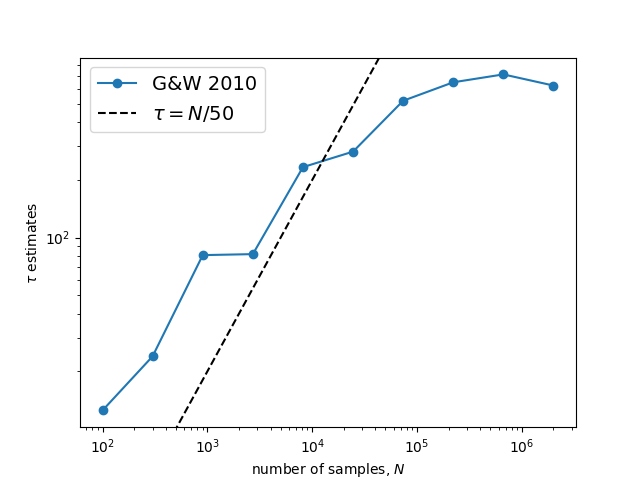 G&W 2010
τ = N/50
10²
τ estimates
10² 10³ 10⁴ 10⁵ 10⁶
number of samples, N